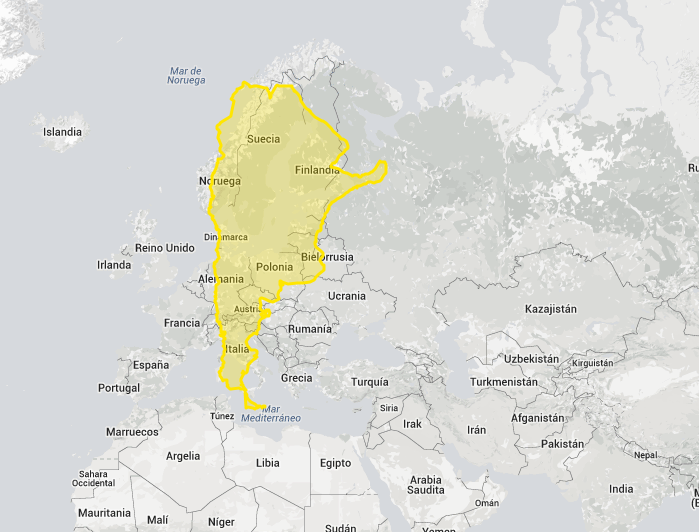 Mar de
Noruega
Islandia
Suecia
Finlandia
Ru
Noruega
Dinamarca
Reino Unido
Irlanda
Bielorrusia
Polonia
Alemania
Ucrania
Austria
Kazajistán
Francia
Rumanía
Italia
Uzbekistán
Kirguistán
España
Grecia
Turquía
Turkmenistán
Portugal
Túnez
Mar
Mediterráneo
Siria
Afganistán
Irak
Irán
Marruecos
Pakistán
Argelia
Libia
Egipto
Nepal
Sahara
Occidental
Arabia
Saudita
India
Omán
Mauritania
Malí
Níger
Sudán
Yemen